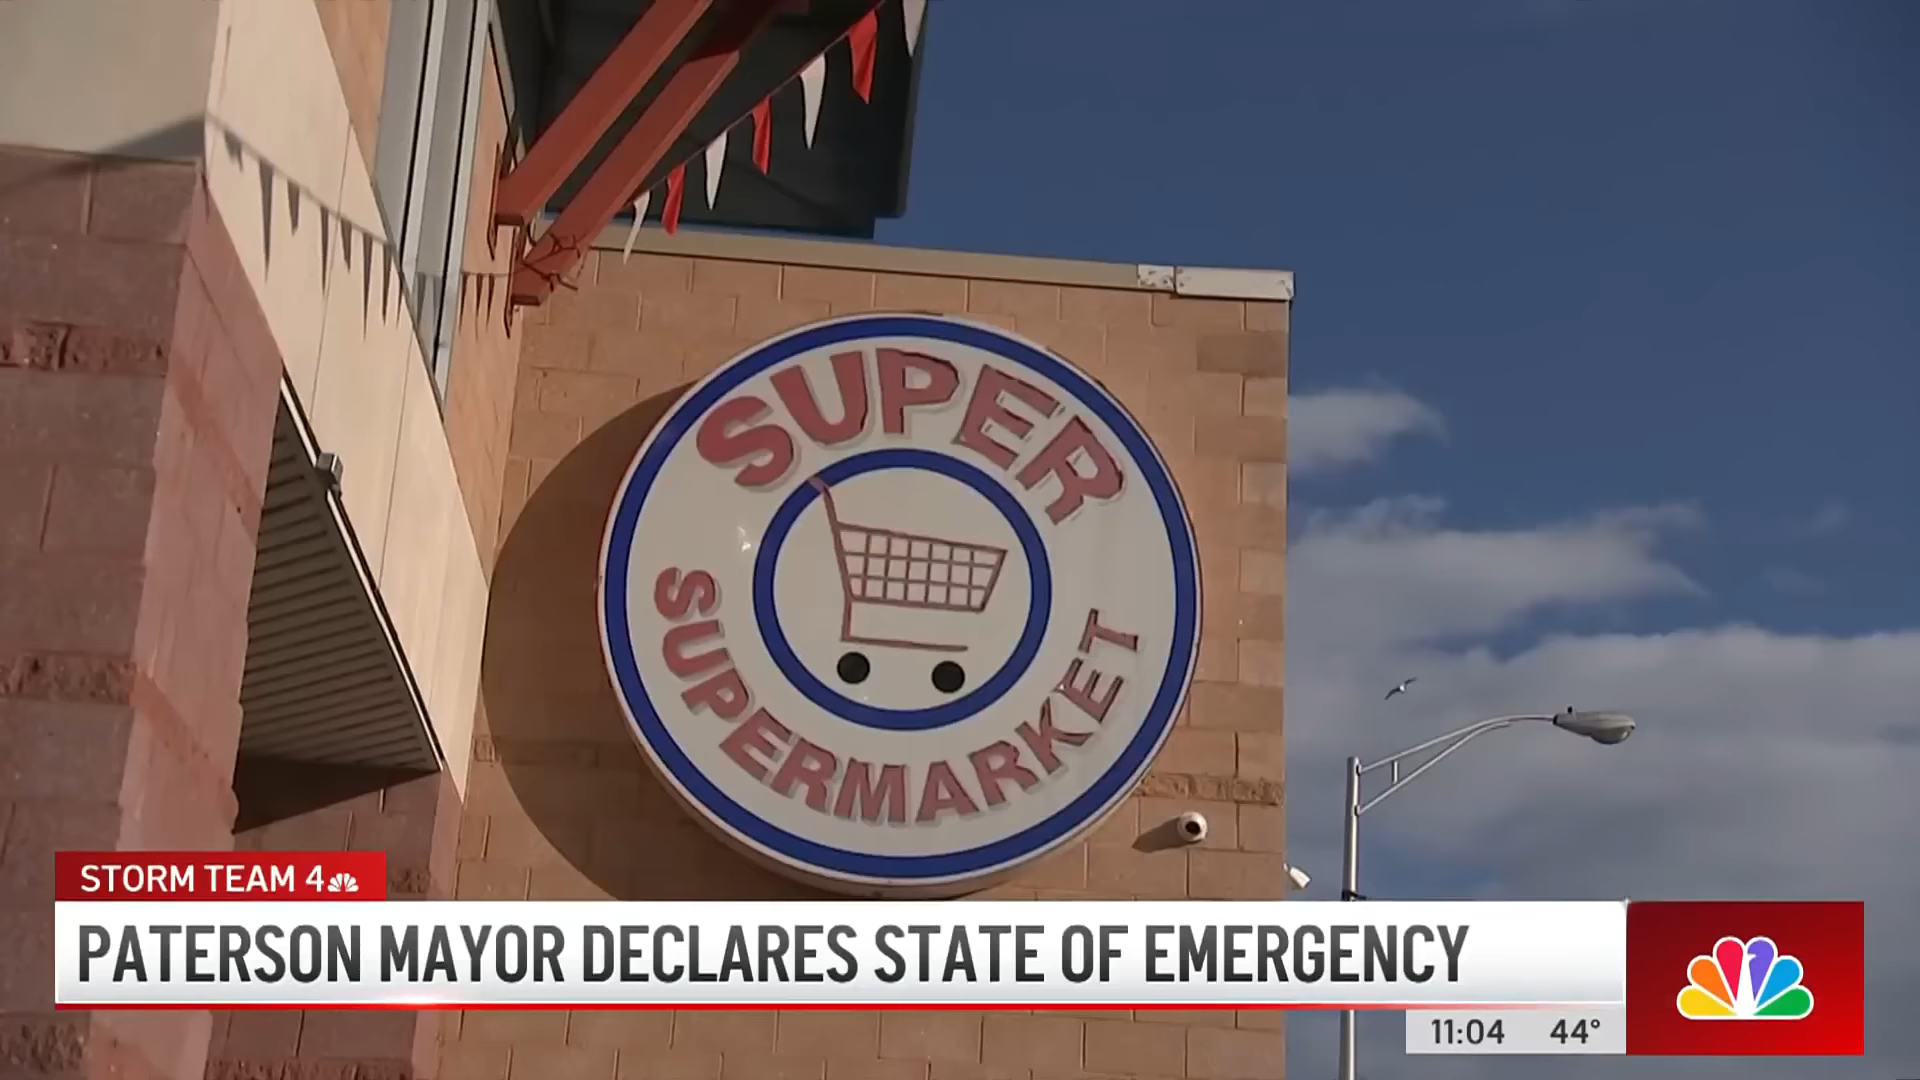 SUPER
SUPERMARKET
STORM TEAM 4
PATERSON MAYOR DECLARES STATE OF EMERGENCY
11:04 44°